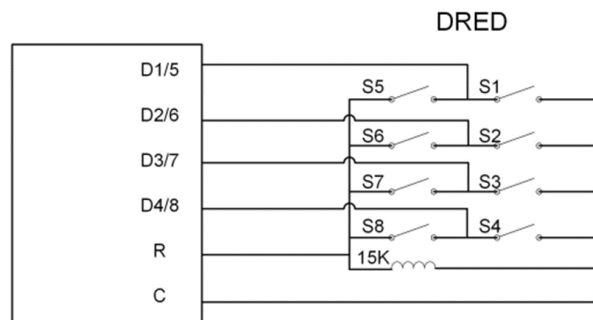 DRED
D1/5
S5 S1
D2/6
S6 S2
D3/7
S7 S3
D4/8
S8 S4
R
15K
C